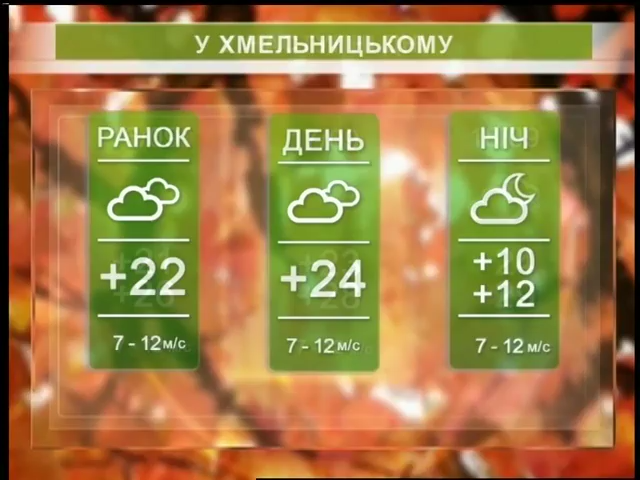 У ХМЕЛЬНИЦЬКОМУ
РАНОК
+22
7 - 12 м/с
ДЕНЬ
+24
7 - 12 м/с
НІЧ
+10
+12
7 - 12 м/с